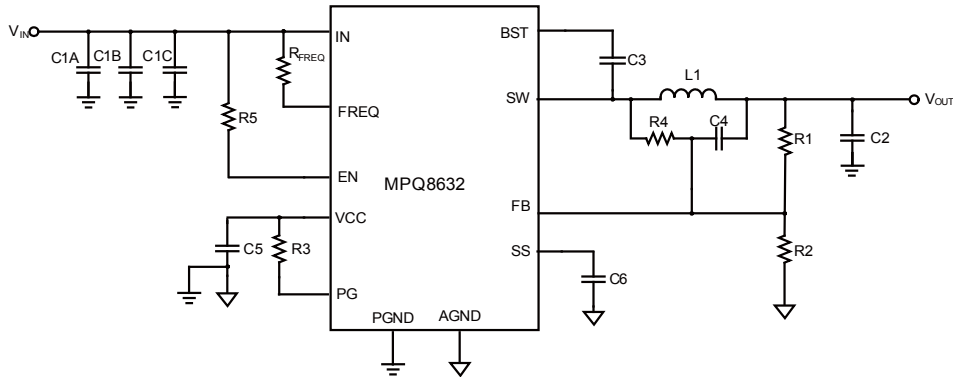 BST
VIN
IN
C1A C1B C1C
RFREQ
C3
L1
SW
FREQ
VOUT
R5
R4
C4
R1
C2
EN
MPQ8632
FB
VCC
C5
R3
SS
R2
C6
PG
PGND
AGND